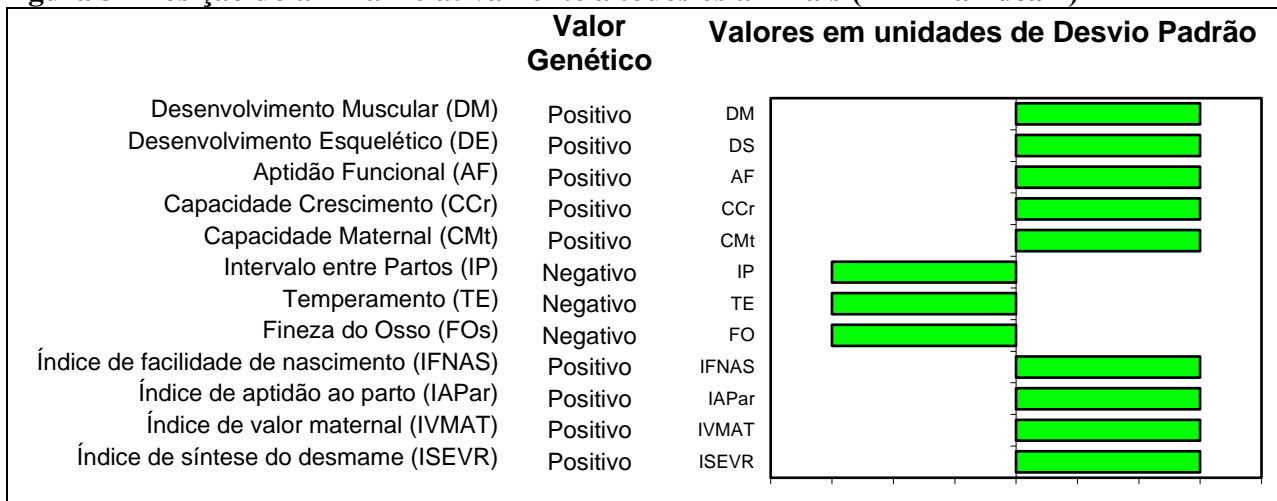 Valor Genético
Valores em unidades de Desvio Padrão
Desenvolvimento Muscular (DM) Positivo DM
Desenvolvimento Esquelético (DE) Positivo DS
Aptidão Funcional (AF) Positivo AF
Capacidade Crescimento (CCr) Positivo CCr
Capacidade Maternal (CMt) Positivo CMt
Intervalo entre Partos (IP) Negativo IP
Temperamento (TE) Negativo TE
Fineza do Osso (FOs) Negativo FO
Índice de facilidade de nascimento (IFNAS) Positivo IFNAS
Índice de aptidão ao parto (IAPar) Positivo IAPar
Índice de valor maternal (IVMAT) Positivo IVMAT
Índice de síntese do desmame (ISEVR) Positivo ISEVR